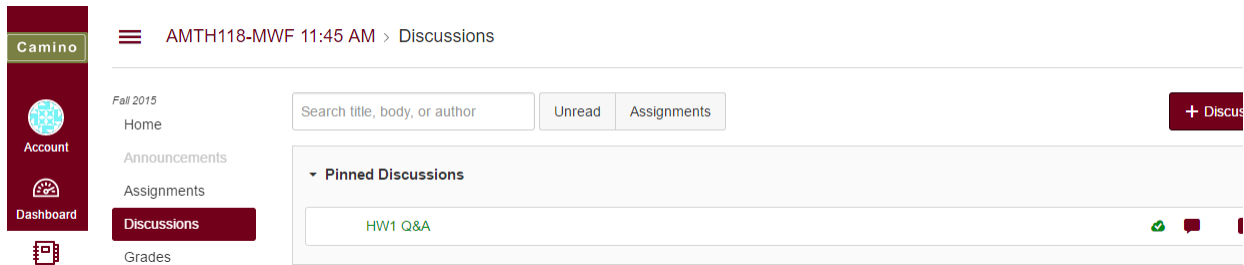 Camino
AMTH118-MWF 11:45 AM > Discussions
Account
Dashboard
Fall 2015
Home
Announcements
Assignments
Discussions
Grades
Search title, body, or author
Unread
Assignments
+ Discus
Pinned Discussions
HW1 Q&A